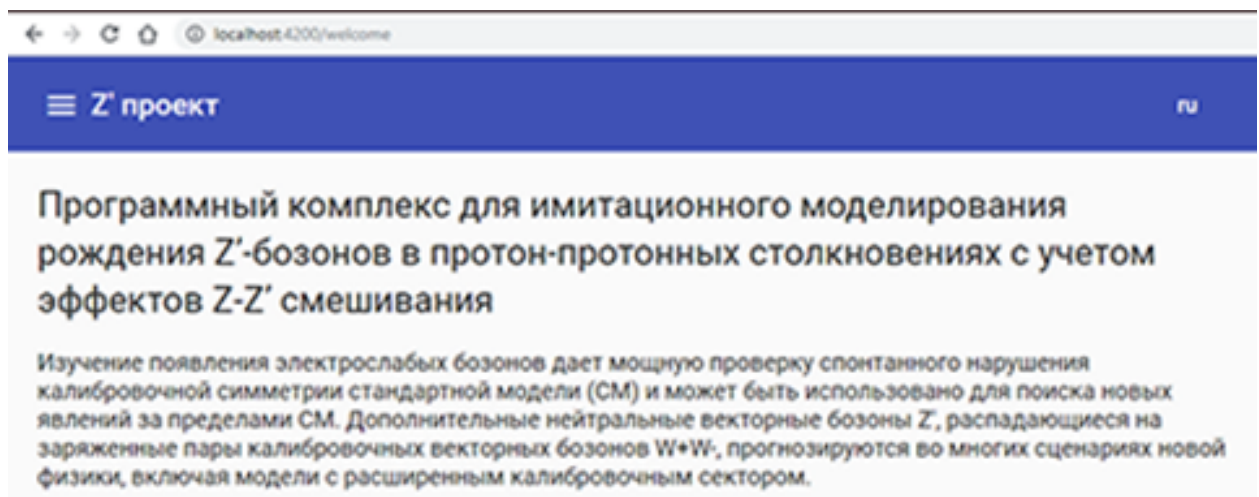 localhost:4200/welcome
Z' проект
ru
Программный комплекс для имитационного моделирования
рождения Z′-бозонов в протон-протонных столкновениях с учетом
эффектов Z-Z′ смешивания
Изучение появления электрослабых бозонов дает мощную проверку спонтанного нарушения
калибровочной симметрии стандартной модели (СМ) и может быть использовано для поиска новых
явлений за пределами СМ. Дополнительные нейтральные векторные бозоны Z', распадающиеся на
заряженные пары калибровочных векторных бозонов W+W-, прогнозируются во многих сценариях новой
физики, включая модели с расширенным калибровочным сектором.